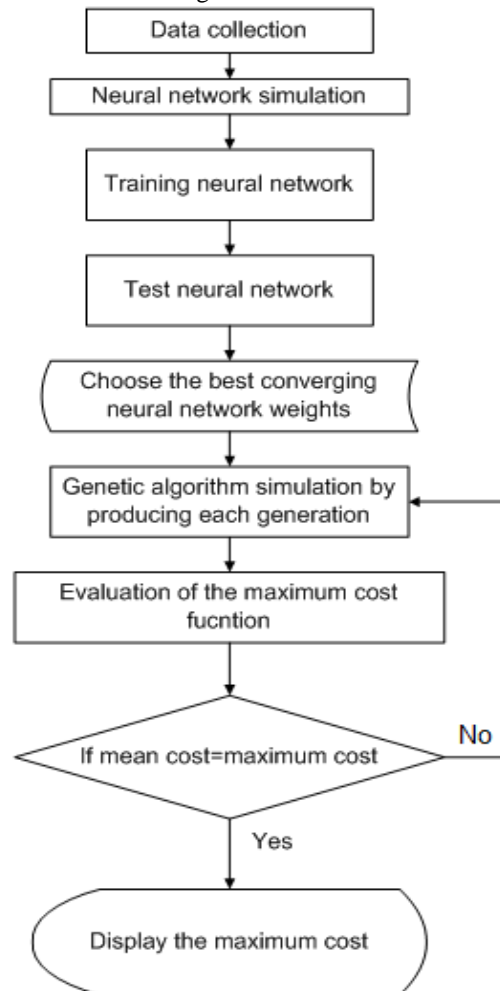 Data collection
Neural network simulation
Training neural network
Test neural network
Choose the best converging
neural network weights
Genetic algorithm simulation by
producing each generation
Evaluation of the maximum cost
fucntion
If mean cost=maximum cost
No
Yes
Display the maximum cost